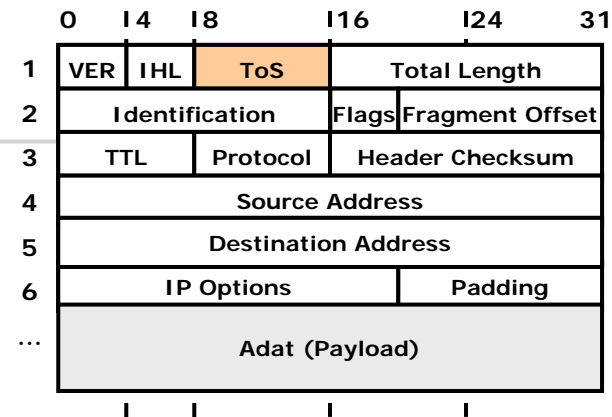 0 4 8 16 24 31
1 VER IHL ToS Total Length
2 Identification Flags Fragment Offset
3 TTL Protocol Header Checksum
4 Source Address
5 Destination Address
6 IP Options Padding
... Adat (Payload)